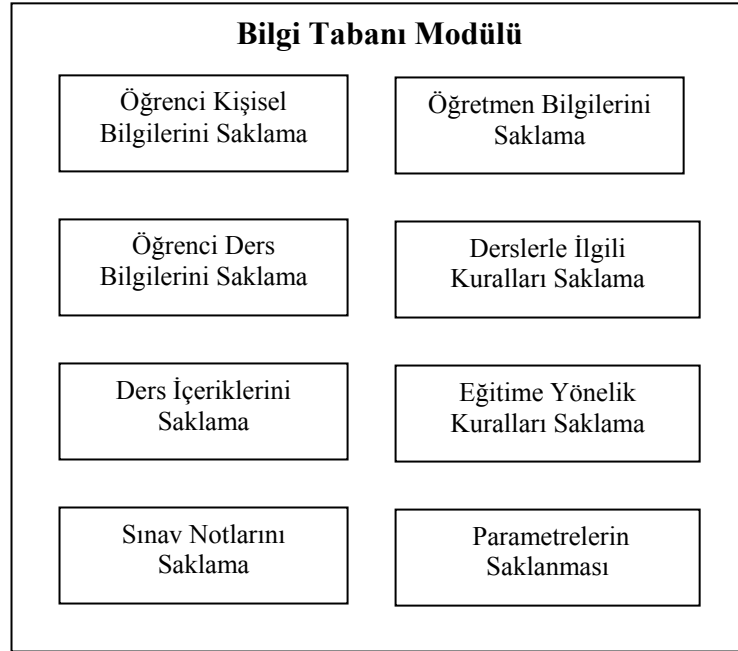 Bilgi Tabanı Modülü
Öğrenci Kişisel
Bilgilerini Saklama
Öğretmen Bilgilerini
Saklama
Öğrenci Ders
Bilgilerini Saklama
Derslerle İlgili
Kuralları Saklama
Ders İçeriklerini
Saklama
Eğitime Yönelik
Kuralları Saklama
Sınav Notlarını
Saklama
Parametrelerin
Saklanması